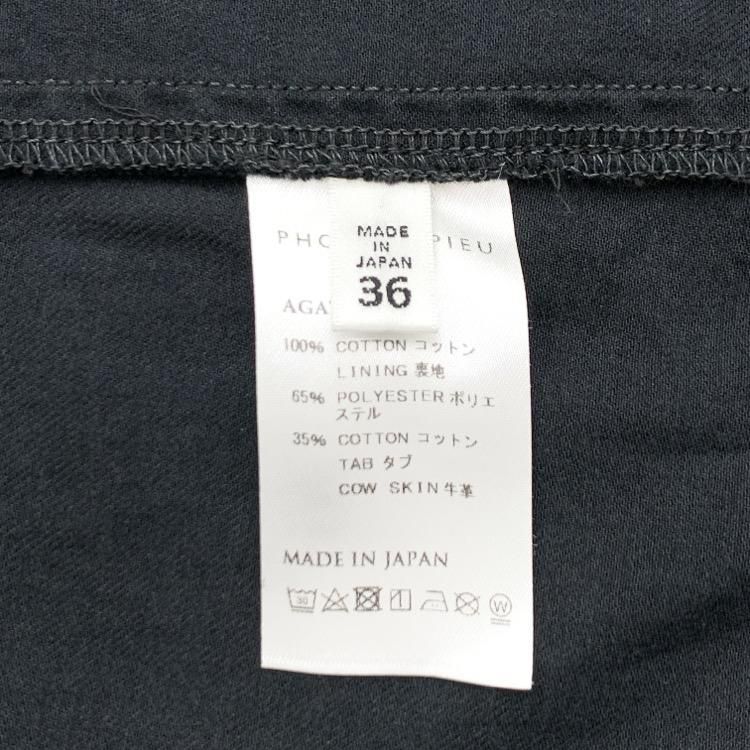 MADE
IN
JAPAN
36
100% COTTON コットン
LINING 裏地
65% POLYESTER ポリエ
ステル
35% COTTON コットン
TAB タブ
COW SKIN 牛革
MADE IN JAPAN
30
W